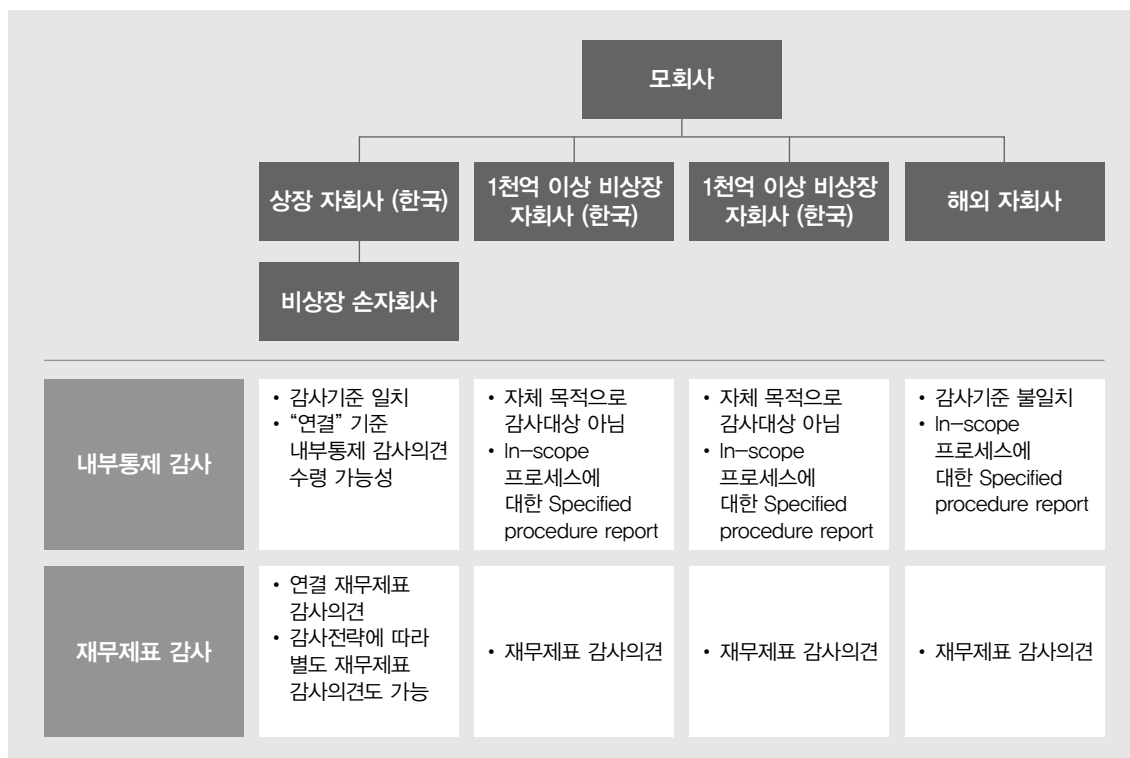 모회사
상장 자회사 (한국)
1천억 이상 비상장
자회사 (한국)
1천억 이상 비상장
자회사 (한국)
해외 자회사
비상장 손자회사
내부통제 감사
• 감사기준 일치
• “연결” 기준
내부통제 감사의견
수령 가능성
• 자체 목적으로
감사대상 아님
• In-scope
프로세스에
대한 Specified
procedure report
• 자체 목적으로
감사대상 아님
• In-scope
프로세스에
대한 Specified
procedure report
• 감사기준 불일치
• In-scope
프로세스에
대한 Specified
procedure report
재무제표 감사
• 연결 재무제표
감사의견
• 감사전략에 따라
별도 재무제표
감사의견도 가능
• 재무제표 감사의견
• 재무제표 감사의견
• 재무제표 감사의견